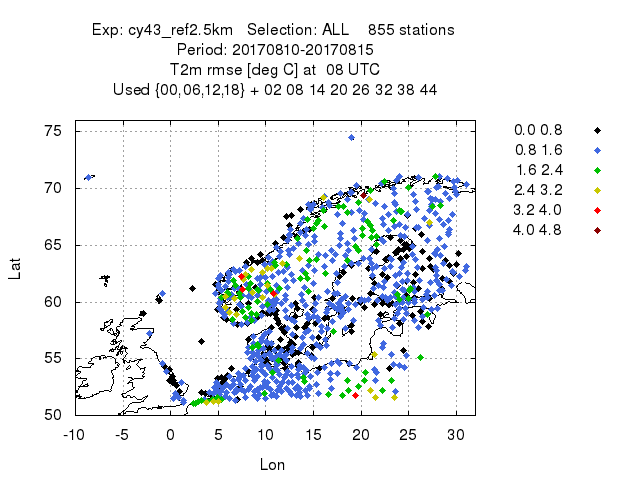 Exp: cy43_ref2.5km   Selection: ALL    855 stations
Period: 20170810-20170815
T2m rmse [deg C] at  08 UTC
Used {00,06,12,18} + 02 08 14 20 26 32 38 44
75
70
65
60
55
50
Lat
-10 -5 0 5 10 15 20 25 30
Lon
0.0 0.8
0.8 1.6
1.6 2.4
2.4 3.2
3.2 4.0
4.0 4.8